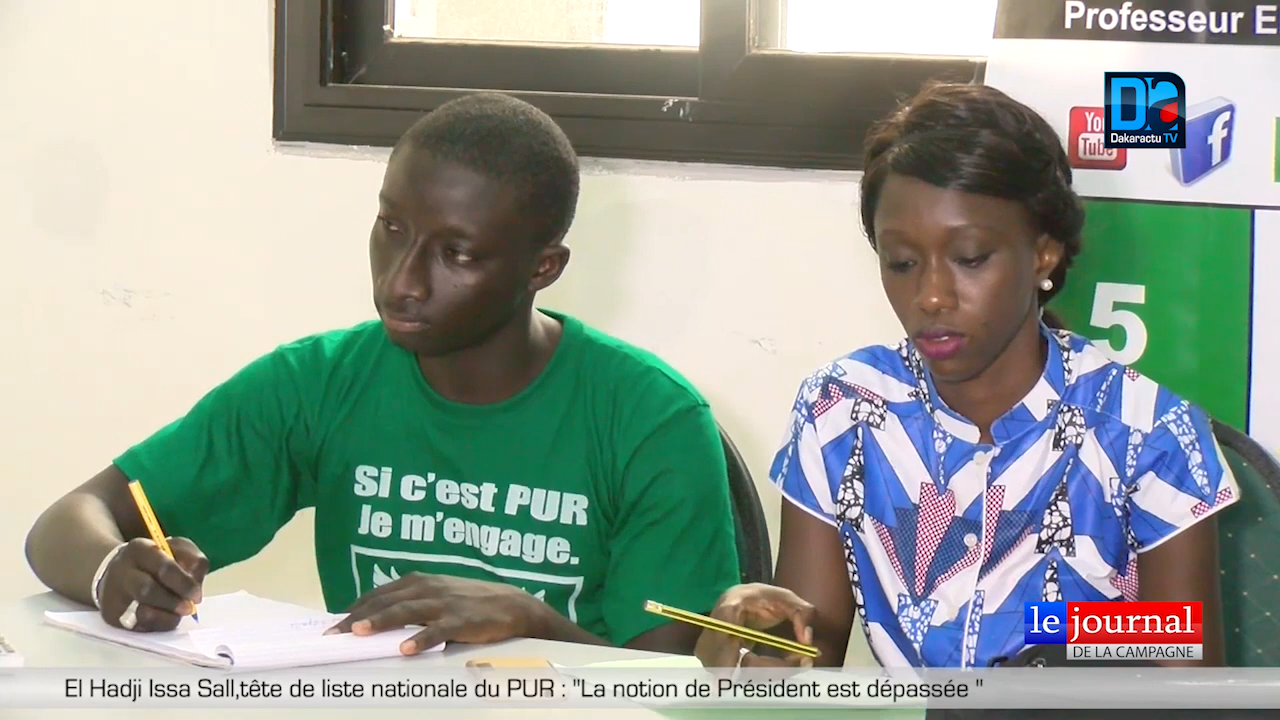 Professeur E
You
Tube
f
Dakaractu TV
5
Si c'est PUR
Je m'engage.
le journal
DE LA CAMPAGNE
El Hadji Issa Sall,tête de liste nationale du PUR : "La notion de Président est dépassée "